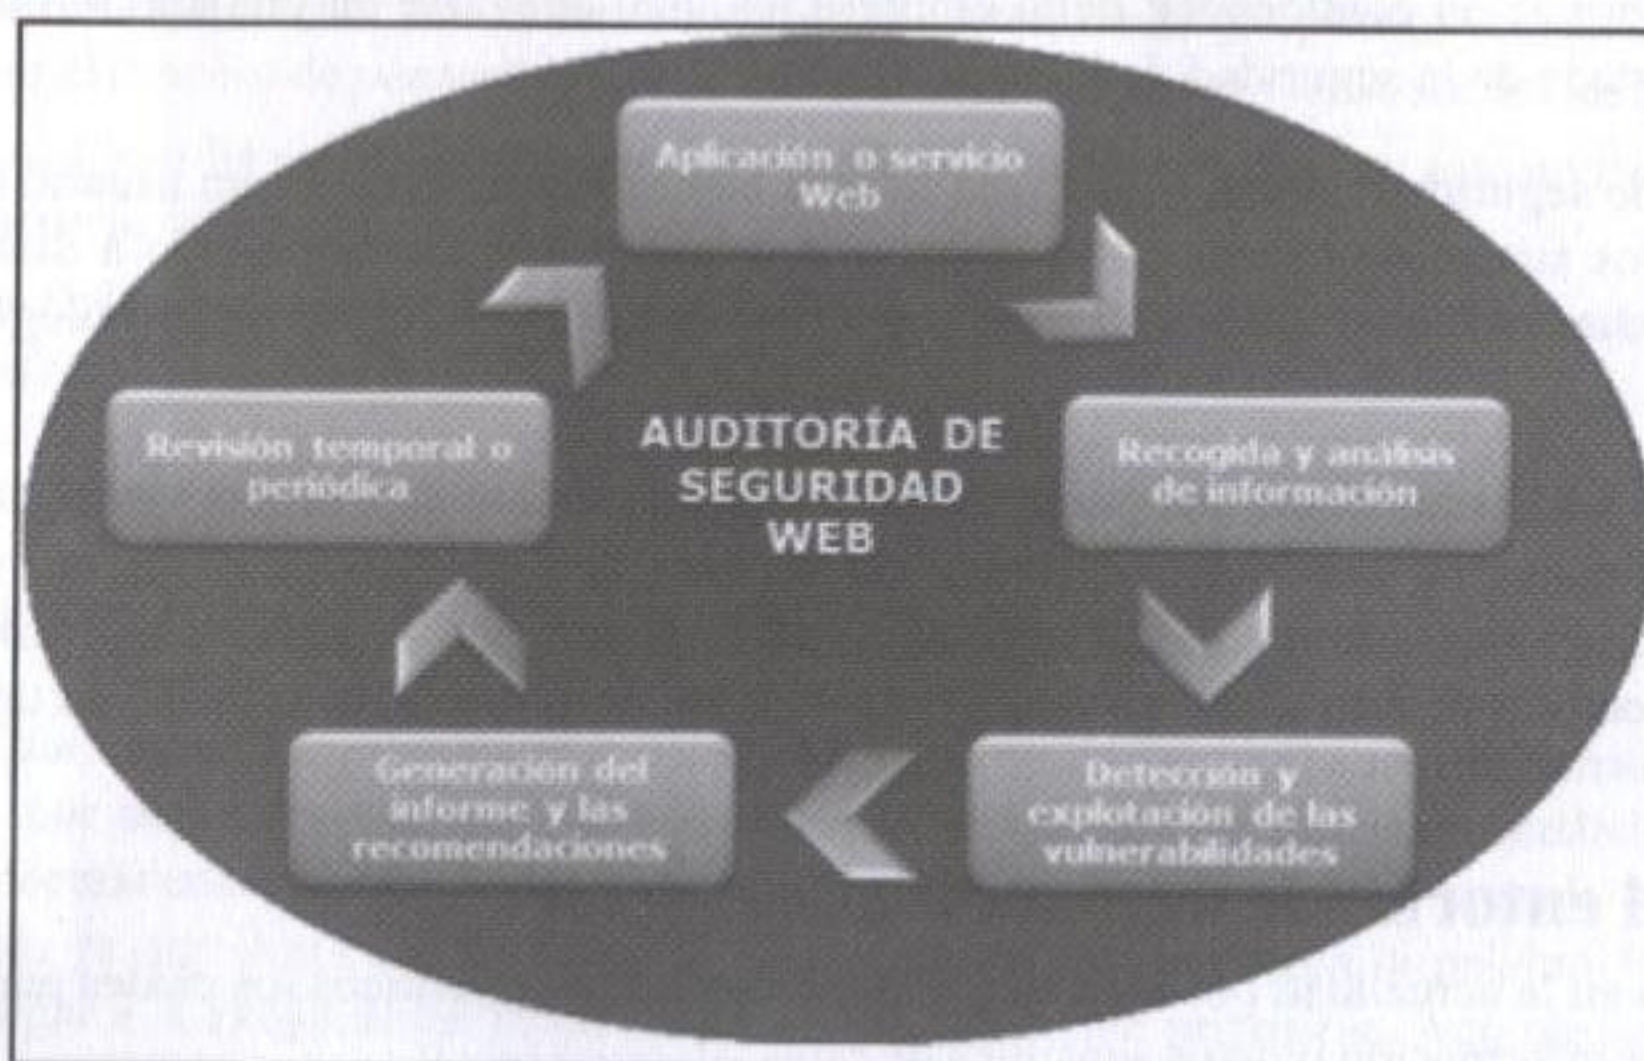 Aplicación o servicio
Web
Recogida y análisis
de información
Detección y
explotación de las
vulnerabilidades
Generación del
informe y las
recomendaciones
Revisión temporal o
periódica
AUDITORÍA DE
SEGURIDAD
WEB